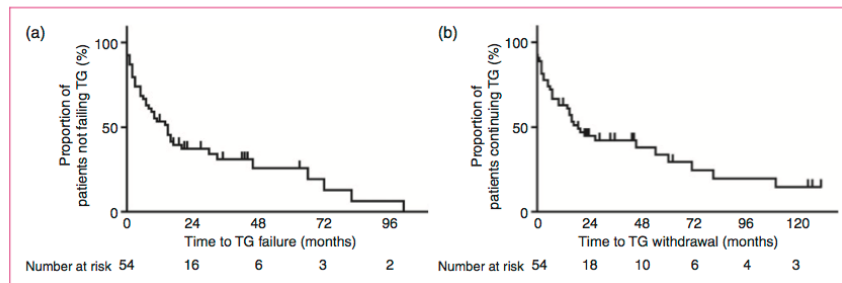 (a)
Proportion of
patients not failing TG (%)
100
50
0
0 24 48 72 96
Time to TG failure (months)
Number at risk 54 16 6 3 2
(b)
Proportion of
patients continuing TG (%)
100
50
0
0 24 48 72 96 120
Time to TG withdrawal (months)
Number at risk 54 18 10 6 4 3